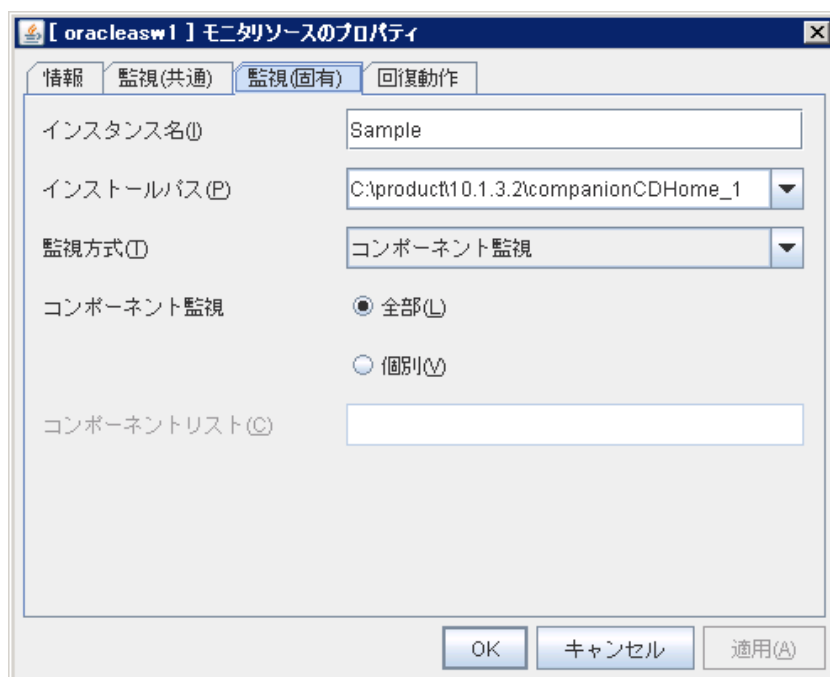 [ oracleasw1 ] モニタリソースのプロパティ
情報 監視(共通) 監視(固有) 回復動作
インスタンス名(I) Sample
インストールパス(P) C:\product\10.1.3.2\companionCDHome_1
監視方式(T) コンポーネント監視
コンポーネント監視 全部(L)
個別(V)
コンポーネントリスト(C)
OK キャンセル 適用(A)